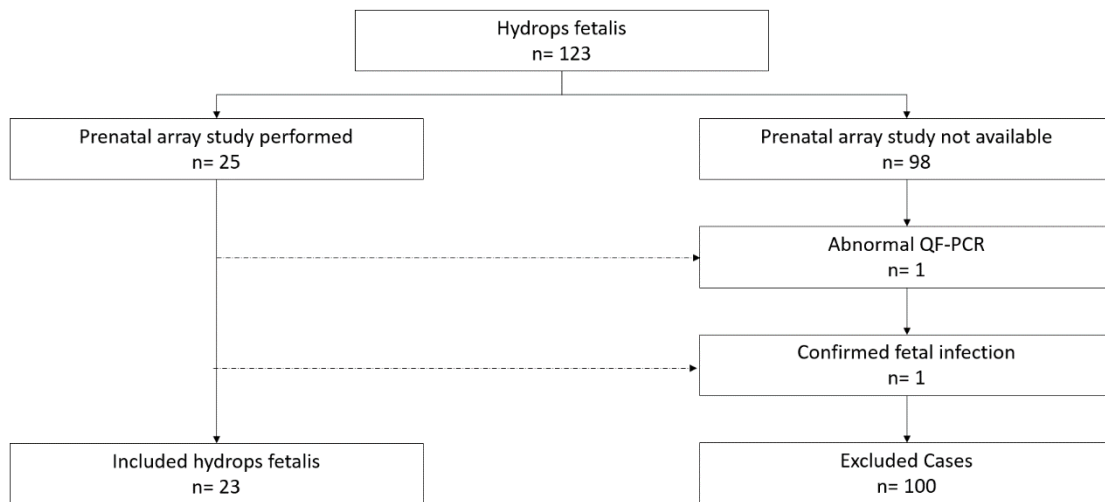 Hydrops fetalis
n= 123
Prenatal array study performed
n= 25
Prenatal array study not available
n= 98
Abnormal QF-PCR
n= 1
Confirmed fetal infection
n= 1
Included hydrops fetalis
n= 23
Excluded Cases
n= 100